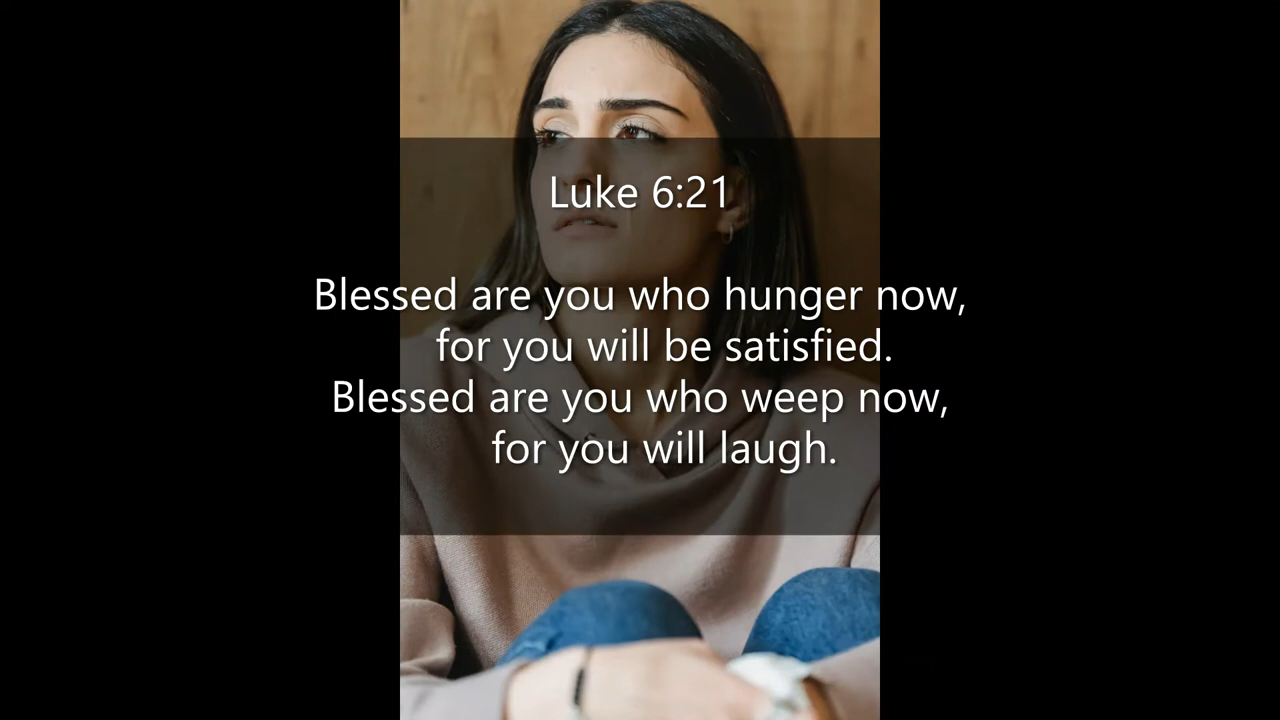 Luke 6:21
Blessed are you who hunger now,
for you will be satisfied.
Blessed are you who weep now,
for you will laugh.